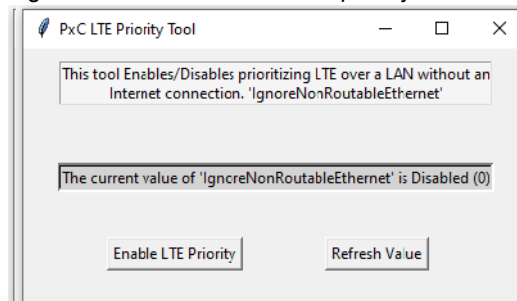 PxC LTE Priority Tool
This tool Enables/Disables prioritizing LTE over a LAN without an
Internet connection. 'IgnoreNonRoutableEthernet'
The current value of 'IgncreNonRoutableEthernet' is Disabled (0)
Enable LTE Priority
Refresh Value